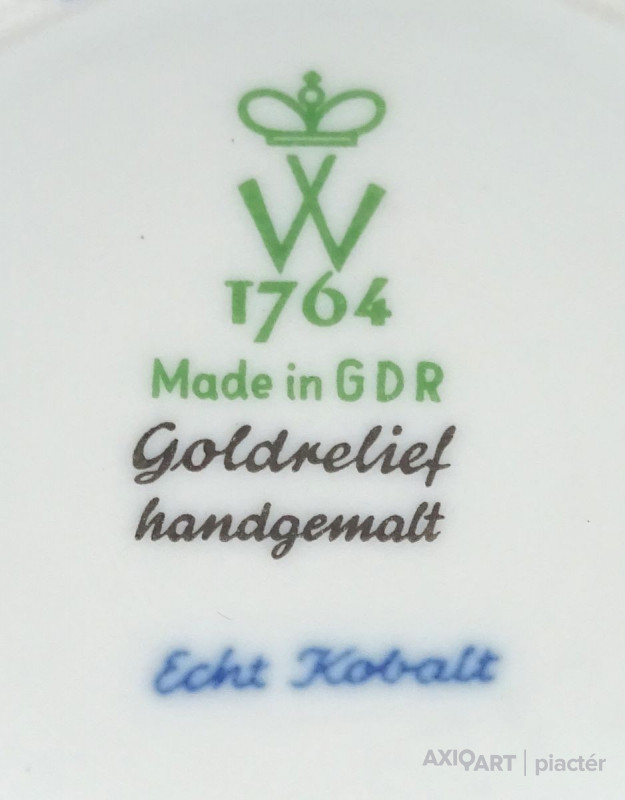 W
1764
Made in GDR
Goldrelief
handgemalt
Echt Kobalt
AXIOART | piactér